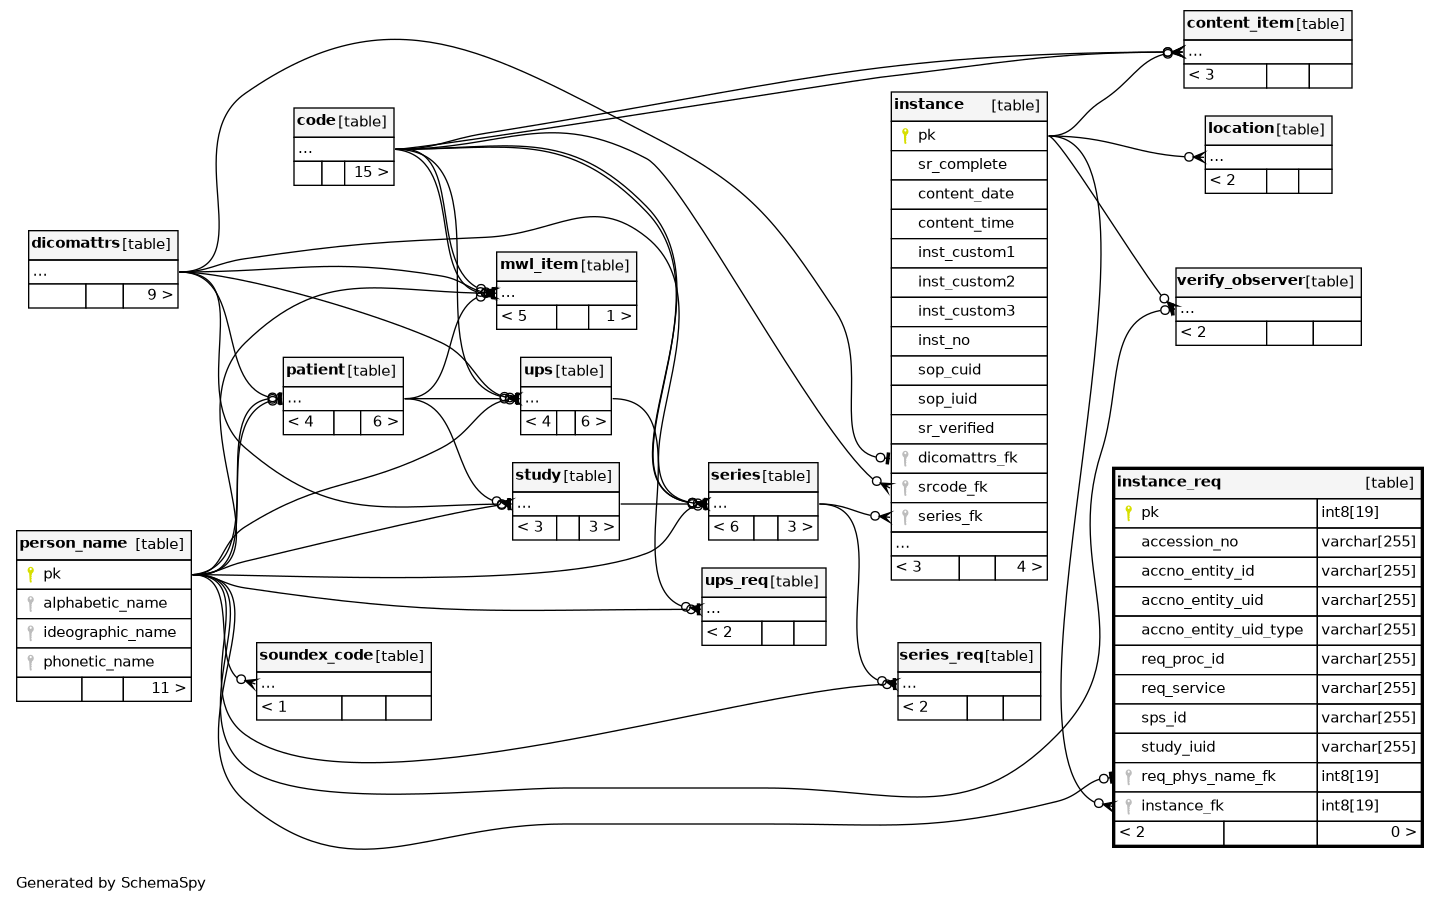 content_item [table]
...
< 3
code [table]
...
15 >
instance [table]
pk
sr_complete
content_date
content_time
inst_custom1
inst_custom2
inst_custom3
inst_no
sop_cuid
sop_iuid
sr_verified
dicomattrs_fk
srcode_fk
series_fk
...
< 3 4 >
location [table]
...
< 2
dicomattrs [table]
...
9 >
mwl_item [table]
...
< 5 1 >
verify_observer [table]
...
< 2
patient [table]
...
< 4 6 >
ups [table]
...
< 4 6 >
study [table]
...
< 3 3 >
series [table]
...
< 6 3 >
instance_req [table]
pk int8[19]
accession_no varchar[255]
accno_entity_id varchar[255]
accno_entity_uid varchar[255]
accno_entity_uid_type varchar[255]
req_proc_id varchar[255]
req_service varchar[255]
sps_id varchar[255]
study_iuid varchar[255]
req_phys_name_fk int8[19]
instance_fk int8[19]
< 2 0 >
person_name [table]
pk
alphabetic_name
ideographic_name
phonetic_name
11 >
ups_req [table]
...
< 2
soundex_code [table]
...
< 1
series_req [table]
...
< 2
Generated by SchemaSpy